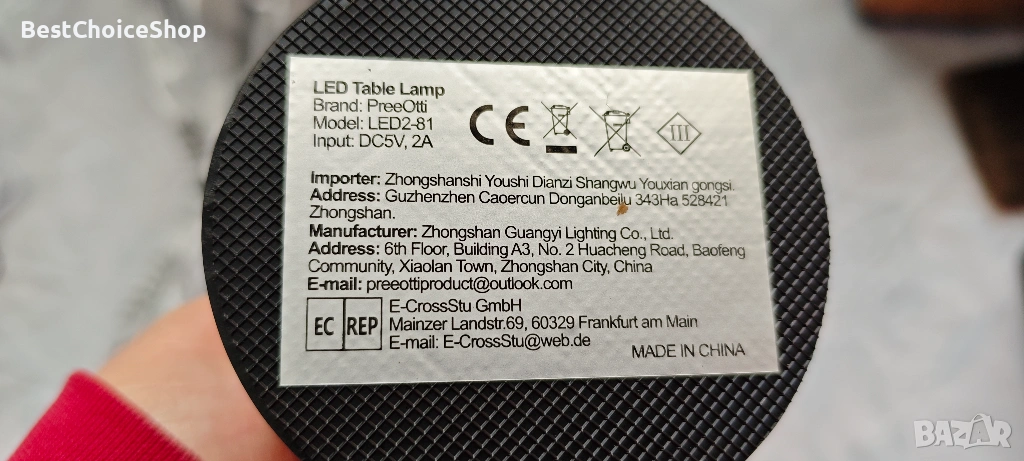 BestChoiceShop
LED Table Lamp
Brand: PreeOtti
Model: LED2-81
Input: DC5V, 2A
CE
III
Importer: Zhongshanshi Youshi Dianzi Shangwu Youxian gongsi.
Address: Guzhenzhen Caoercun Donganbeilu 343Ha 528421
Zhongshan.
Manufacturer: Zhongshan Guangyi Lighting Co., Ltd.
Address: 6th Floor, Building A3, No. 2 Huacheng Road, Baofeng
Community, Xiaolan Town, Zhongshan City, China
E-mail: preeottiproduct@outlook.com
EC REP
E-CrossStu GmbH
Mainzer Landstr.69, 60329 Frankfurt am Main
E-mail: E-CrossStu@web.de
MADE IN CHINA
BAZAR